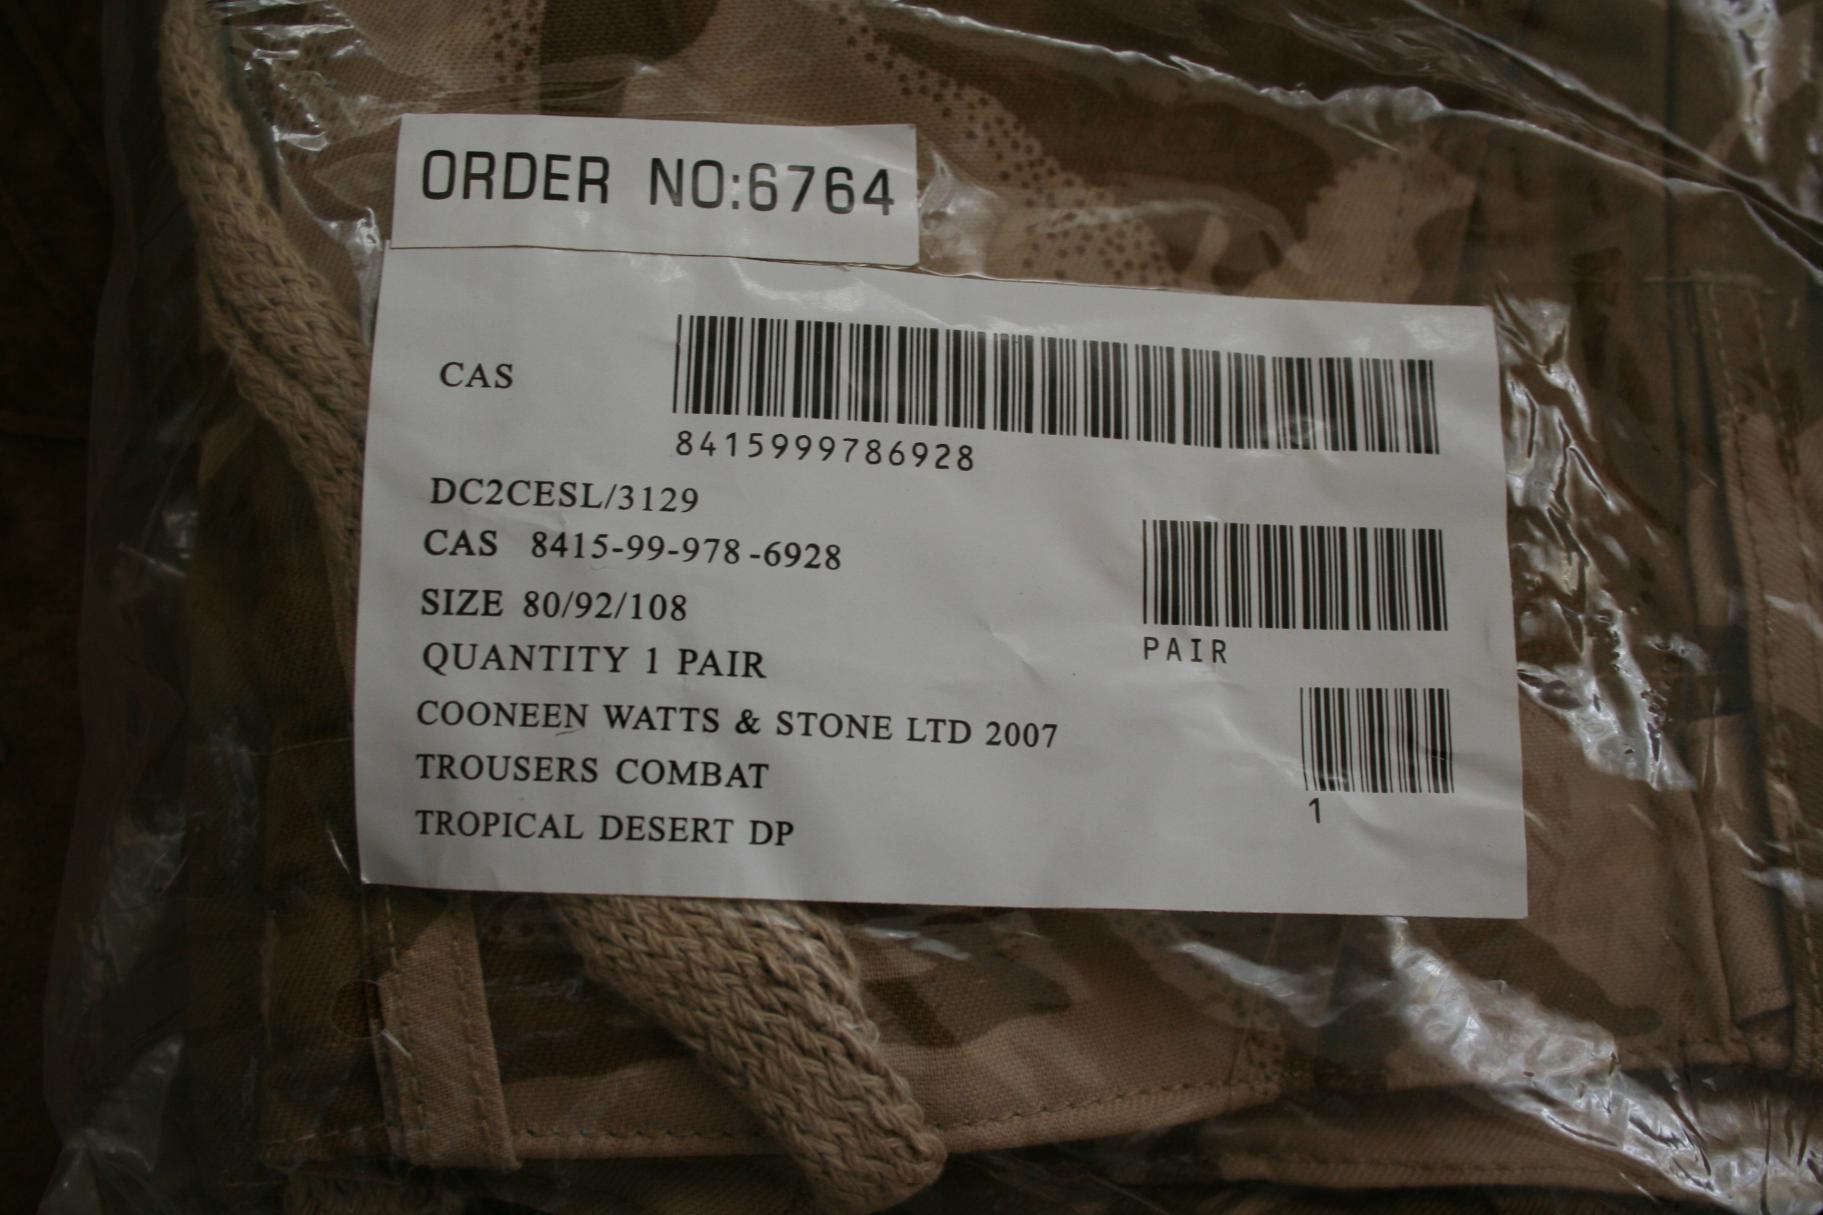 ORDER NO:6764
CAS
8415999786928
DC2CESL/3129
CAS 8415-99-978-6928
SIZE 80/92/108
QUANTITY 1 PAIR
PAIR
COONEEN WATTS & STONE LTD 2007
TROUSERS COMBAT
1
TROPICAL DESERT DP